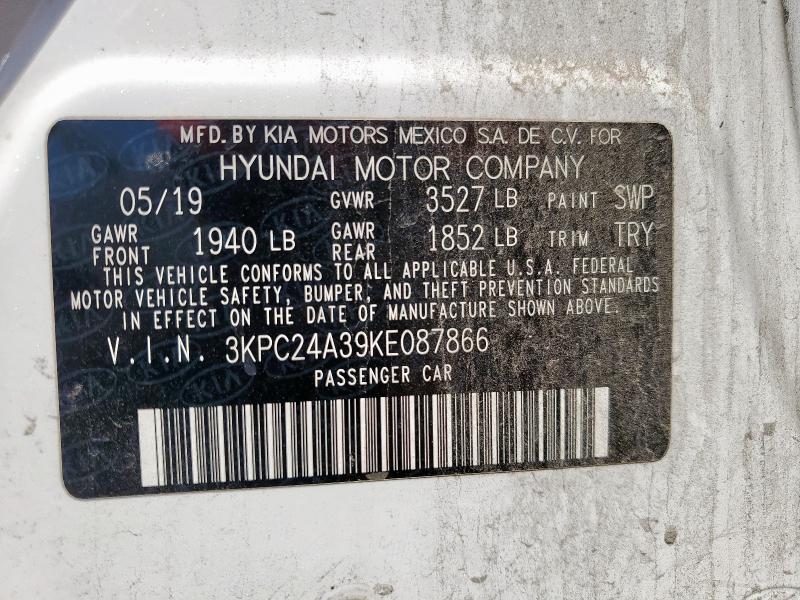 MFD. BY KIA MOTORS MEXICO S.A. DE C.V. FOR
HYUNDAI MOTOR COMPANY
05/19 GVWR 3527 LB PAINT SWP
GAWR FRONT 1940 LB GAWR REAR 1852 LB TRIM TRY
THIS VEHICLE CONFORMS TO ALL APPLICABLE U.S.A. FEDERAL
MOTOR VEHICLE SAFETY, BUMPER, AND THEFT PREVENTION STANDARDS
IN EFFECT ON THE DATE OF MANUFACTURE SHOWN ABOVE.
V.I.N. 3KPC24A39KE087866
PASSENGER CAR